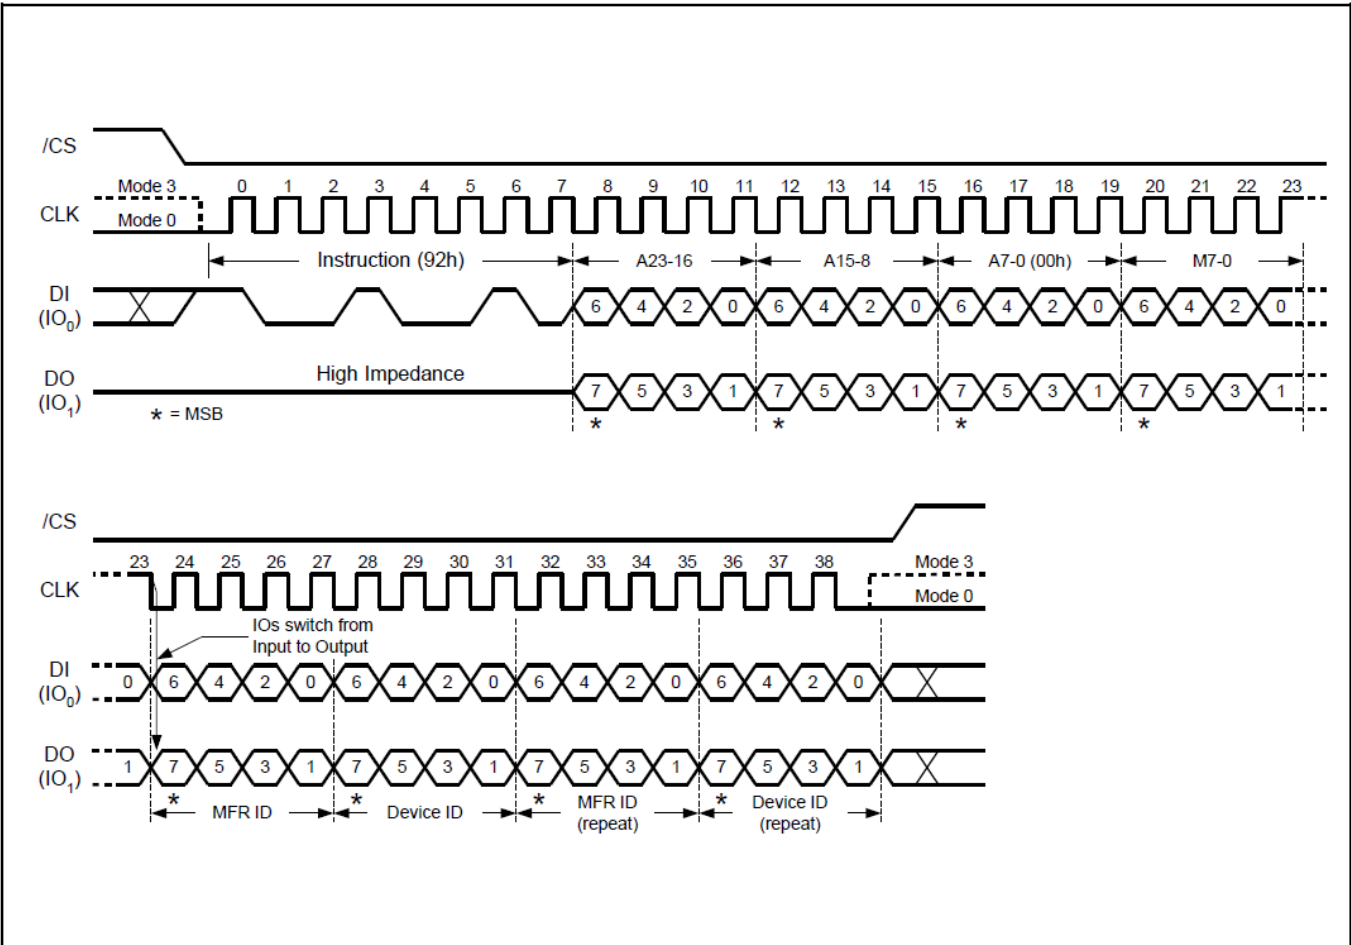 /CS
Mode 3 0 1 2 3 4 5 6 7 8 9 10 11 12 13 14 15 16 17 18 19 20 21 22 23
CLK
Mode 0
Instruction (92h) A23-16 A15-8 A7-0 (00h) M7-0
DI
(IO0)
6 4 2 0 6 4 2 0 6 4 2 0 6 4 2 0
High Impedance
DO
(IO1)
7 5 3 1 7 5 3 1 7 5 3 1 7 5 3 1
* = MSB
* * * *
/CS
23 24 25 26 27 28 29 30 31 32 33 34 35 36 37 38 Mode 3
CLK
Mode 0
IOs switch from
Input to Output
DI
(IO0)
0 6 4 2 0 6 4 2 0 6 4 2 0 6 4 2 0
DO
(IO1)
1 7 5 3 1 7 5 3 1 7 5 3 1 7 5 3 1
* * * *
MFR ID Device ID MFR ID
(repeat)
Device ID
(repeat)